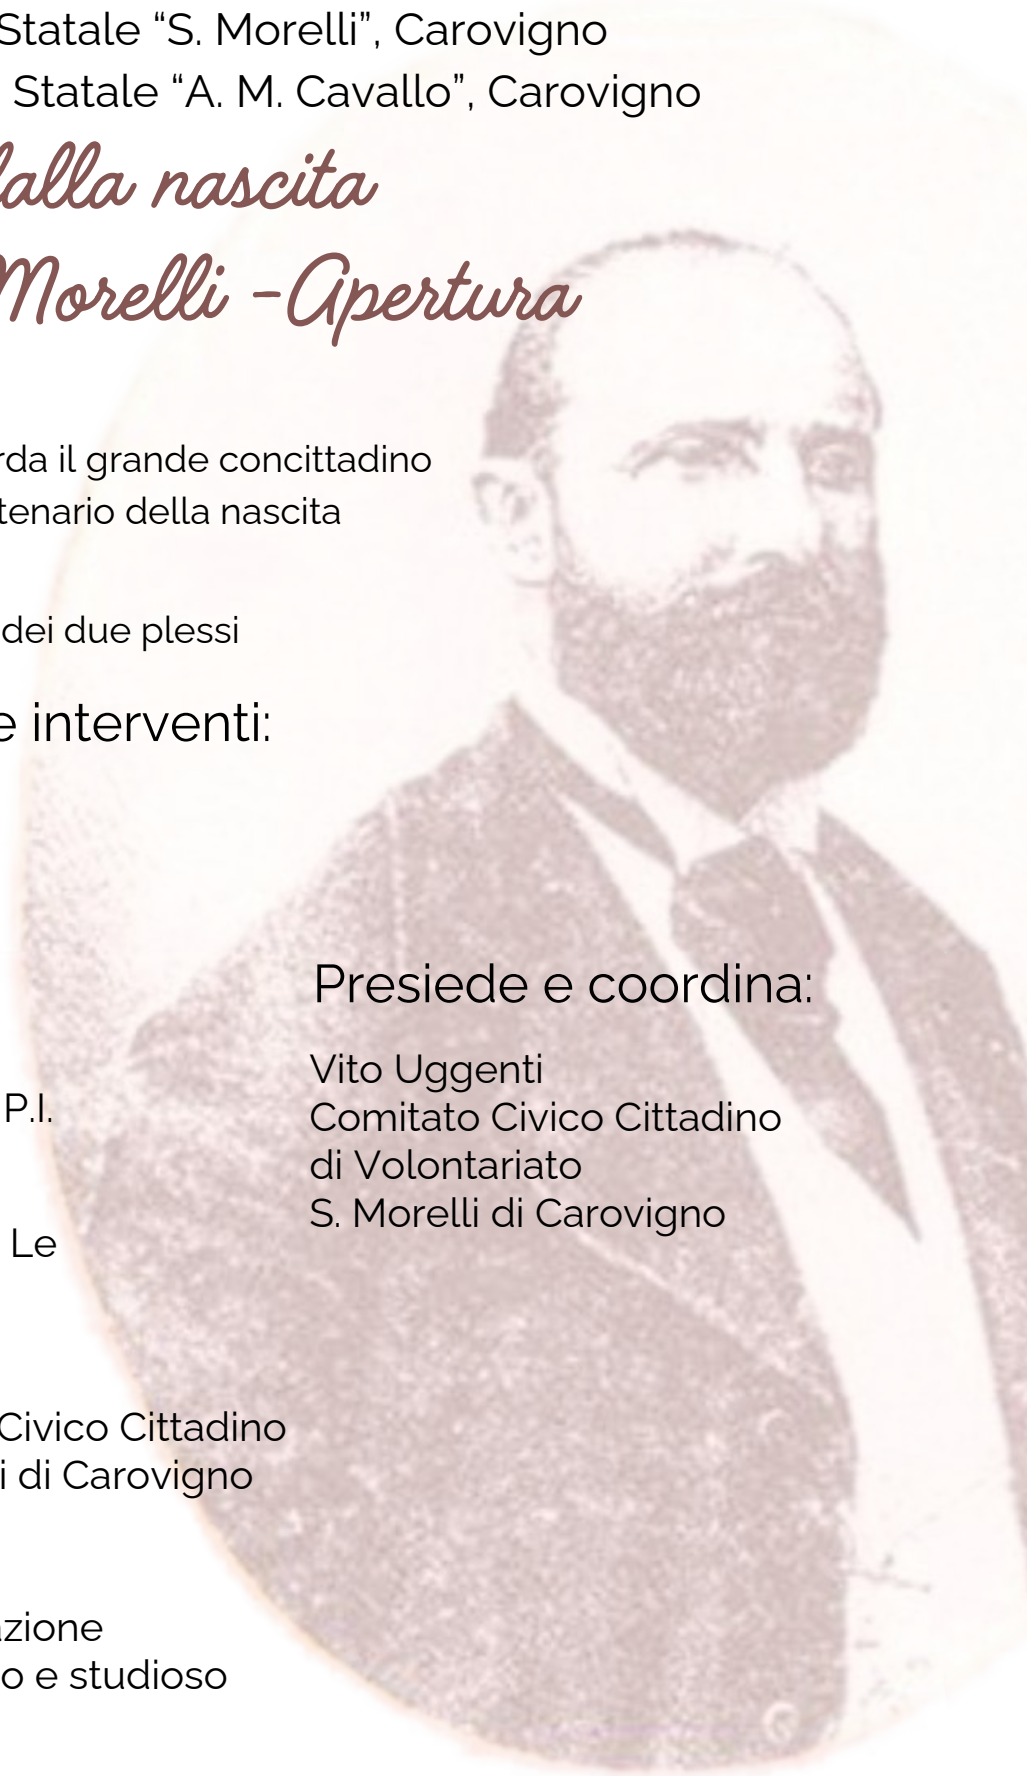 Statale “S. Morelli”, Carovigno
Statale “A. M. Cavallo”, Carovigno
dalla nascita
Morelli -Apertura
rda il grande concittadino
tenario della nascita
dei due plessi
e interventi:
Presiede e coordina:
Vito Uggenti
Comitato Civico Cittadino
di Volontariato
S. Morelli di Carovigno
P.I.
Le
Civico Cittadino
i di Carovigno
azione
o e studioso